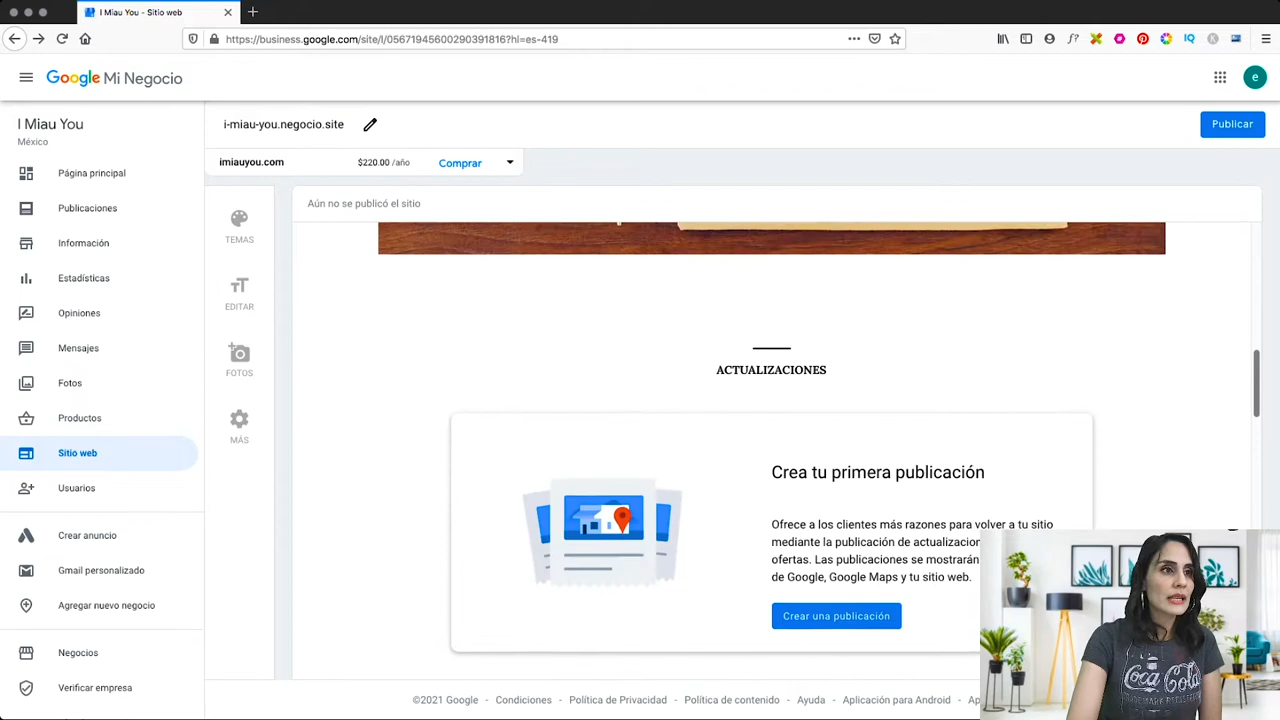 I Miau You - Sitio web
https://business.google.com/site/l/05671945600290391816?hl=es-419
Google Mi Negocio
e
I Miau You
México
Página principal
Publicaciones
Información
Estadísticas
Opiniones
Mensajes
Fotos
Productos
Sitio web
Usuarios
Crear anuncio
Gmail personalizado
Agregar nuevo negocio
Negocios
Verificar empresa
i-miau-you.negocio.site
Publicar
imiauyou.com $220.00 /año Comprar
TEMAS
EDITAR
FOTOS
MÁS
Aún no se publicó el sitio
ACTUALIZACIONES
Crea tu primera publicación
Ofrece a los clientes más razones para volver a tu sitio
mediante la publicación de
ofertas. Las publicaciones se mostrarán
de Google, Google Maps y tu sitio web.
Crear una publicación
©2021 Google - Condiciones - Política de Privacidad - Política de contenido - Ayuda - Aplicación para Android -
Coca Cola